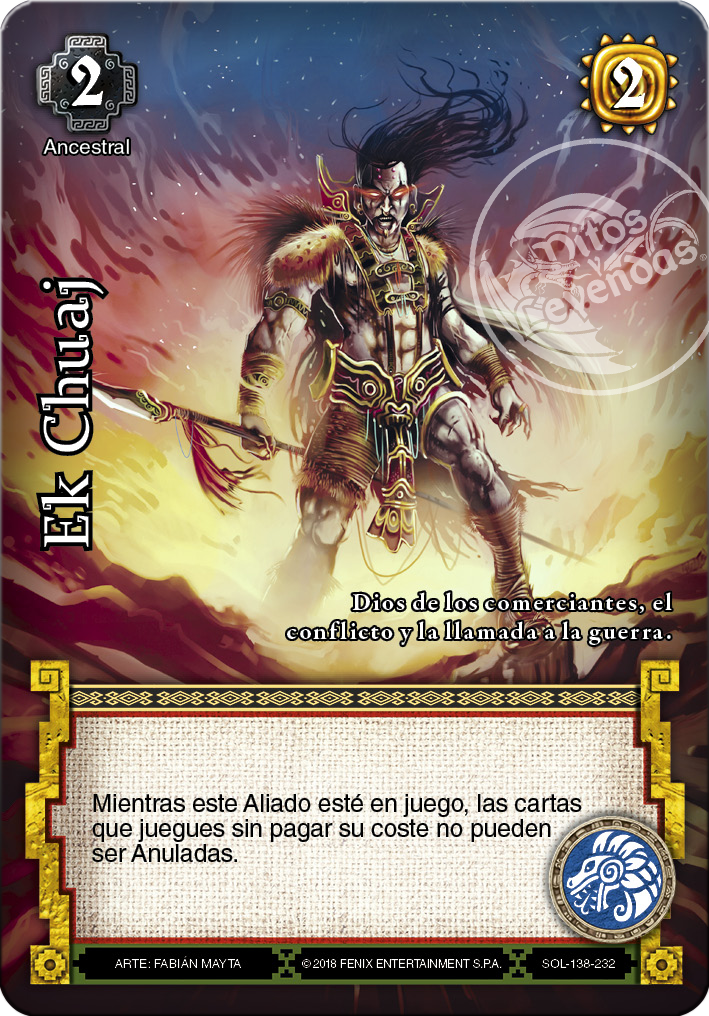 2
2
Ancestral
Mitos
y
Leyendas
Ek Chuaj
Dios de los comerciantes, el
conflicto y la llamada a la guerra.
Mientras este Aliado esté en juego, las cartas
que juegues sin pagar su coste no pueden
ser Anuladas.
ARTE: FABIÁN MAYTA
©2018 FENIX ENTERTAINMENT S.P.A.
SOL-138-232